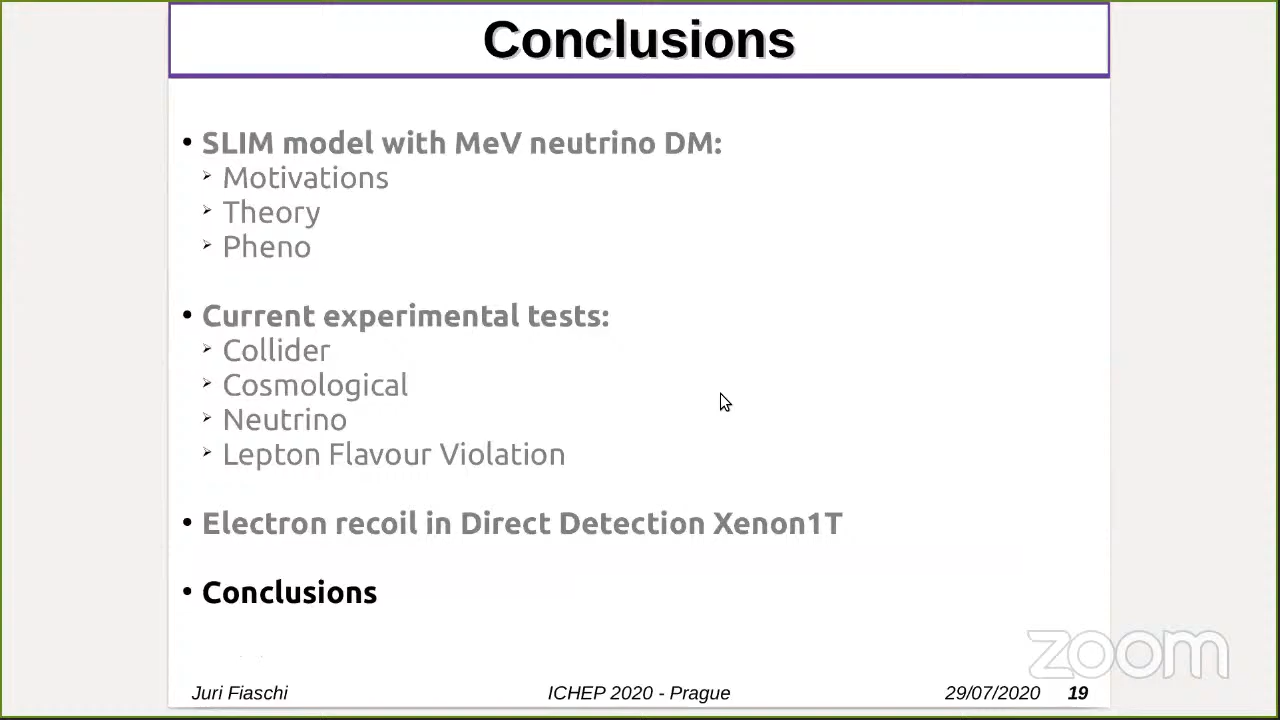 Conclusions
• SLIM model with MeV neutrino DM:
➢ Motivations
➢ Theory
➢ Pheno
• Current experimental tests:
➢ Collider
➢ Cosmological
➢ Neutrino
➢ Lepton Flavour Violation
• Electron recoil in Direct Detection Xenon1T
• Conclusions
zoom
Juri Fiaschi ICHEP 2020 - Prague 29/07/2020 19